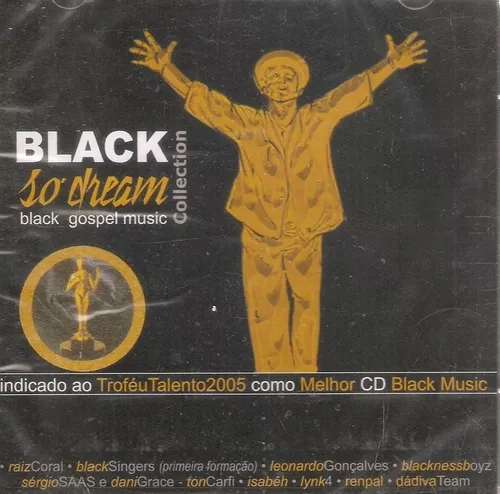 BLACK
so dream
Collection
black gospel music
indicado ao TroféuTalento2005 como Melhor CD Black Music
• raizCoral • blackSingers (primeira formação) • leonardoGonçalves • blacknessboyz
sérgioSAAS e daniGrace - tonCarfi • isabéh • lynk4 • renpal • dádivaTeam